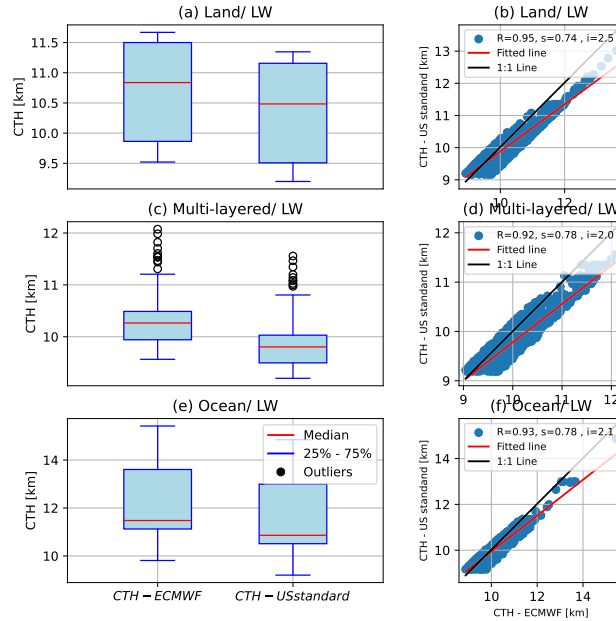 (a) Land/ LW
CTH [km]
11.5
11.0
10.5
10.0
9.5
(b) Land/ LW
CTH - US standand [km]
13
12
11
10
9
R=0.95, s=0.74 , i=2.5
Fitted line
1:1 Line
10
12
(c) Multi-layered/ LW
CTH [km]
12
11
10
(d) Multi-layered/ LW
CTH - US standand [km]
12
11
10
9
R=0.92, s=0.78 , i=2.0
Fitted line
1:1 Line
9
10
11
12
(e) Ocean/ LW
CTH [km]
14
12
10
Median
25% - 75%
Outliers
CTH − ECMWF
CTH − USstandard
(f) Ocean/ LW
CTH - US standand [km]
14
12
10
R=0.93, s=0.78 , i=2.1
Fitted line
1:1 Line
10
12
14
CTH - ECMWF [km]